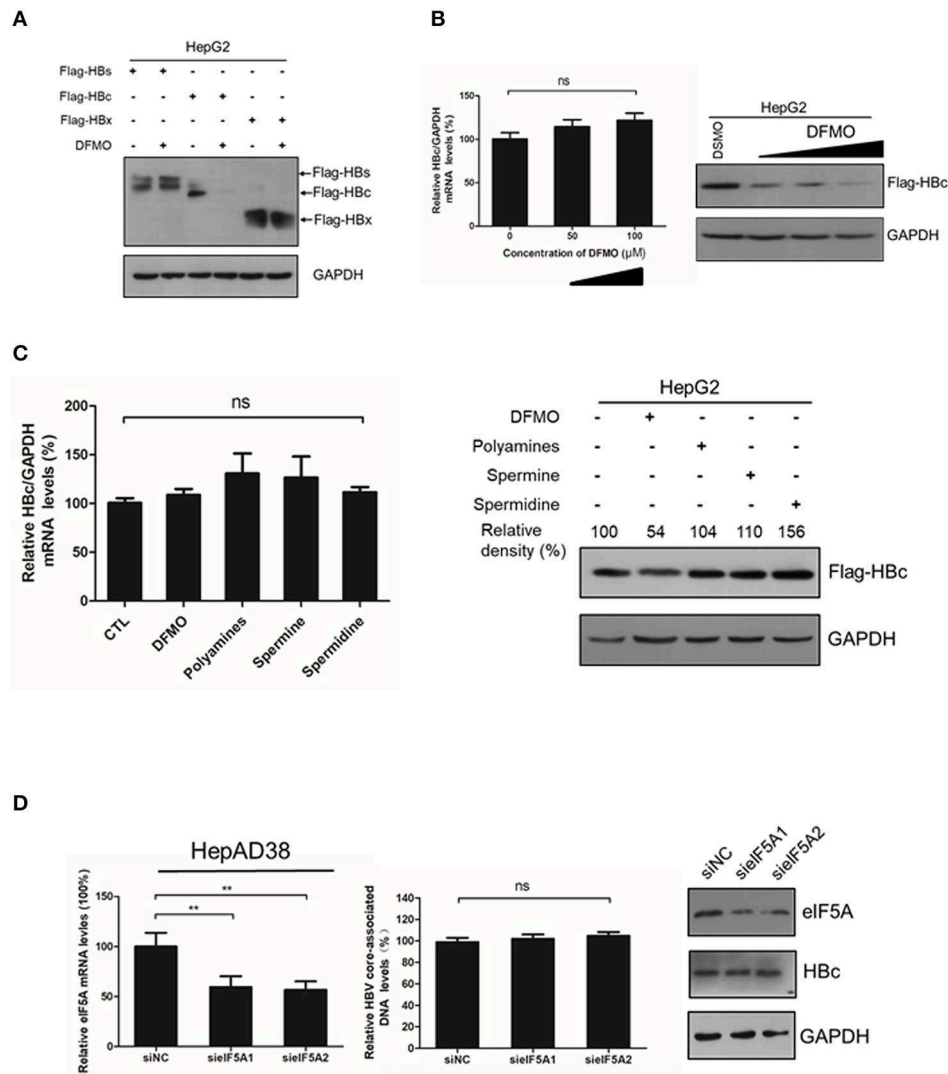 A
HepG2
Flag-HBs + + - - - -
Flag-HBc - - + + - -
Flag-HBx - - - - + +
DFMO - + - + - +
Flag-HBs
Flag-HBc
Flag-HBx
GAPDH
B
Relative HBc/GAPDH
mRNA levels (%)
150
100
50
0
ns
0 50 100
Concentration of DFMO (µM)
HepG2
DSMO
DFMO
Flag-HBc
GAPDH
C
Relative HBc/GAPDH
mRNA levels (%)
200
150
100
50
0
ns
CTL
DFMO
Polyamines
Spermine
Spermidine
HepG2
DFMO - + - - -
Polyamines - - + - -
Spermine - - - + -
Spermidine - - - - +
Relative
density (%)
100 54 104 110 156
Flag-HBc
GAPDH
D
HepAD38
Relative eIF5A mRNA levles (100%)
150
100
50
0
**
**
siNC sieIF5A1 sieIF5A2
Relative HBV core-associated
DNA levels (%)
140
120
100
80
60
40
20
0
ns
siNC sieIF5A1 sieIF5A2
siNC
sieIF5A1
sieIF5A2
eIF5A
HBc
GAPDH